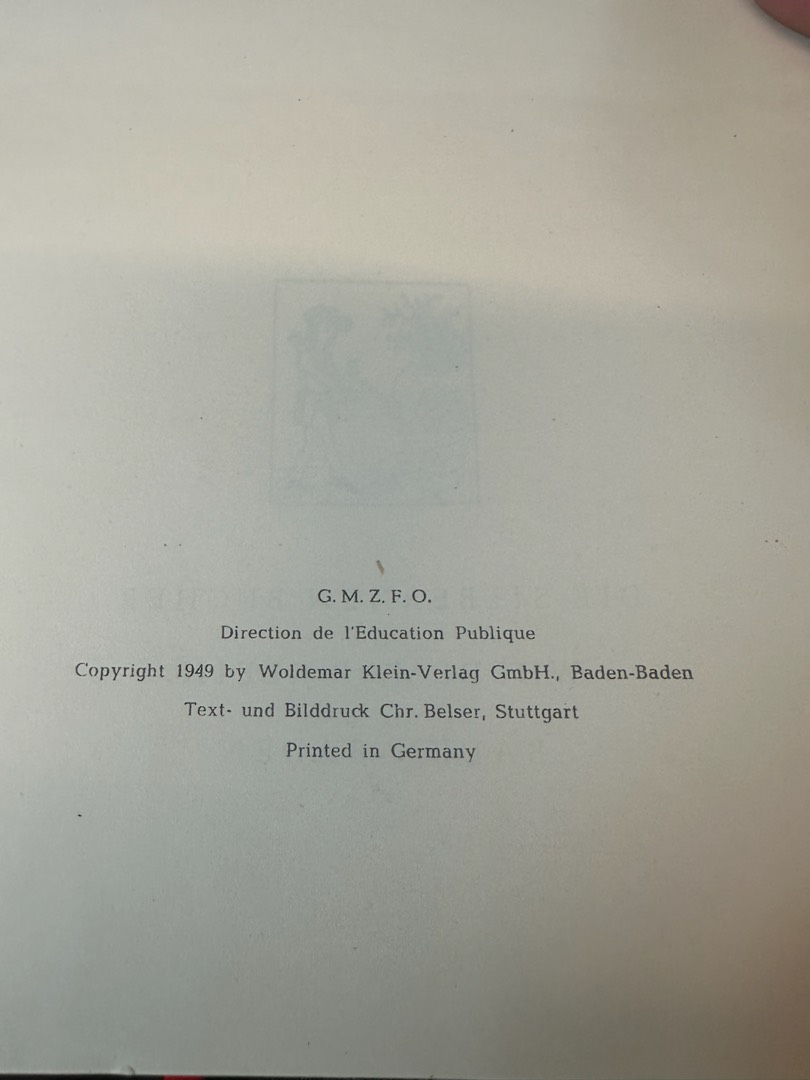 G. M. Z. F. O.
Direction de l'Education Publique
Copyright 1949 by Woldemar Klein-Verlag GmbH., Baden-Baden
Text- und Bilddruck Chr. Belser, Stuttgart
Printed in Germany